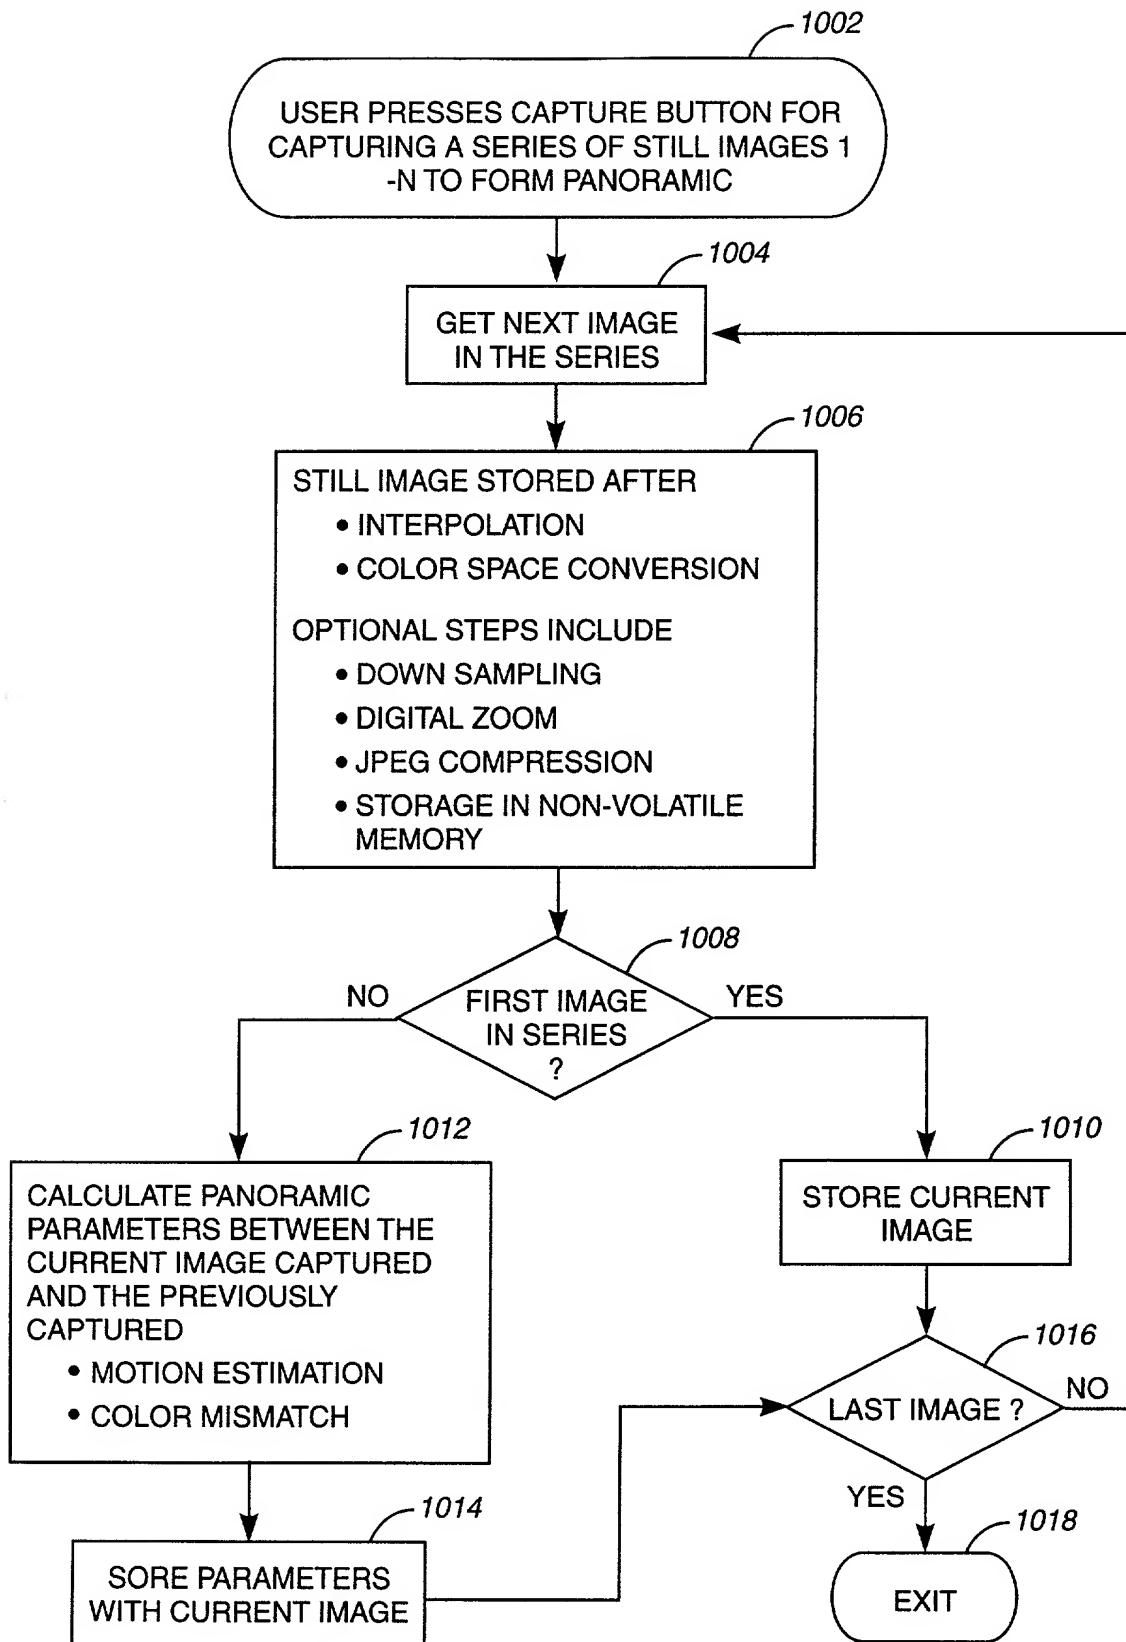 1002
USER PRESSES CAPTURE BUTTON FOR
CAPTURING A SERIES OF STILL IMAGES 1
-N TO FORM PANORAMIC
1004
GET NEXT IMAGE
IN THE SERIES
1006
STILL IMAGE STORED AFTER
• INTERPOLATION
• COLOR SPACE CONVERSION
OPTIONAL STEPS INCLUDE
• DOWN SAMPLING
• DIGITAL ZOOM
• JPEG COMPRESSION
• STORAGE IN NON-VOLATILE
MEMORY
1008
NO
FIRST IMAGE
IN SERIES
?
YES
1012
CALCULATE PANORAMIC
PARAMETERS BETWEEN THE
CURRENT IMAGE CAPTURED
AND THE PREVIOUSLY
CAPTURED
• MOTION ESTIMATION
• COLOR MISMATCH
1010
STORE CURRENT
IMAGE
1016
LAST IMAGE ?
NO
YES
1014
SORE PARAMETERS
WITH CURRENT IMAGE
1018
EXIT